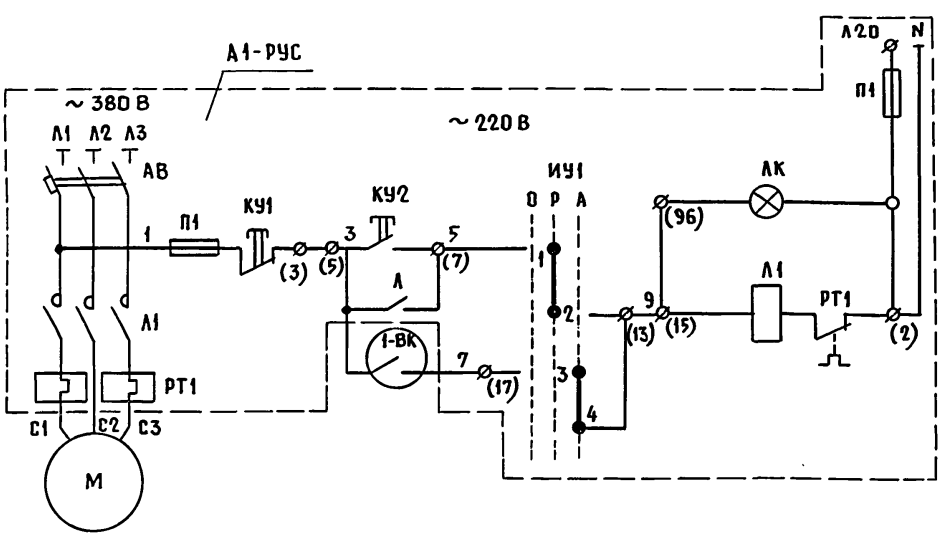 А1-РУС
Л20 N
~ 380 В
~ 220 В
П1
Л1 Л2 Л3
АВ
ИУ1
О Р А
ЛК
КУ1
КУ2
(96)
1
П1
3
5
(3)
(5)
(7)
1
2
Л
9
(13)
(15)
Л1
РТ1
(2)
Л1
1-ВК
7
(17)
3
4
РТ1
С1 С2 С3
М